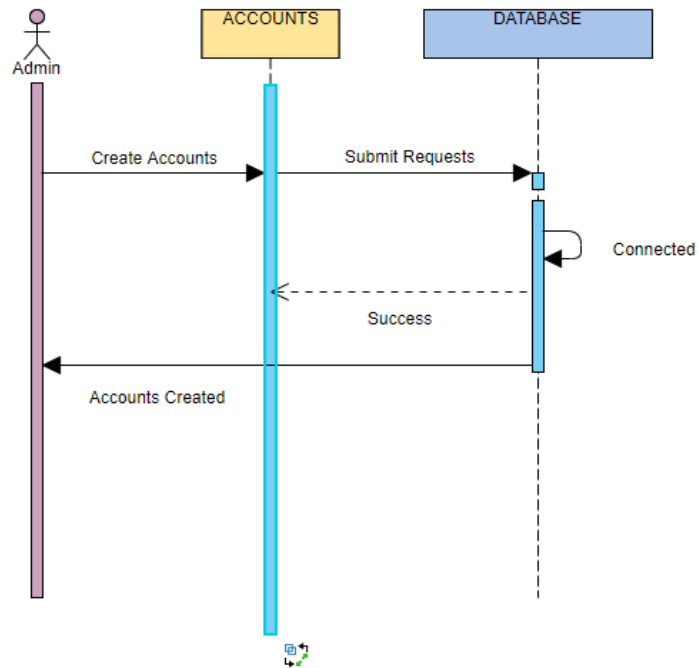 ACCOUNTS
DATABASE
Admin
Create Accounts
Submit Requests
Connected
Success
Accounts Created